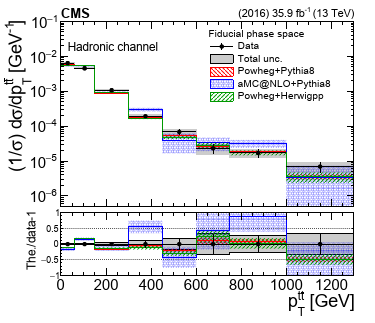 CMS (2016) 35.9 fb⁻¹ (13 TeV)
Hadronic channel
Fiducial phase space
Data
Total unc.
Powheg+Pythia8
aMC@NLO+Pythia8
Powheg+Herwigpp
(1/σ) dσ/dp_T^{tt̄} [GeV⁻¹]
10⁻¹
10⁻²
10⁻³
10⁻⁴
10⁻⁵
10⁻⁶
The./data-1
1
0.5
0
-0.5
-1
0 200 400 600 800 1000 1200
p_T^{tt̄} [GeV]